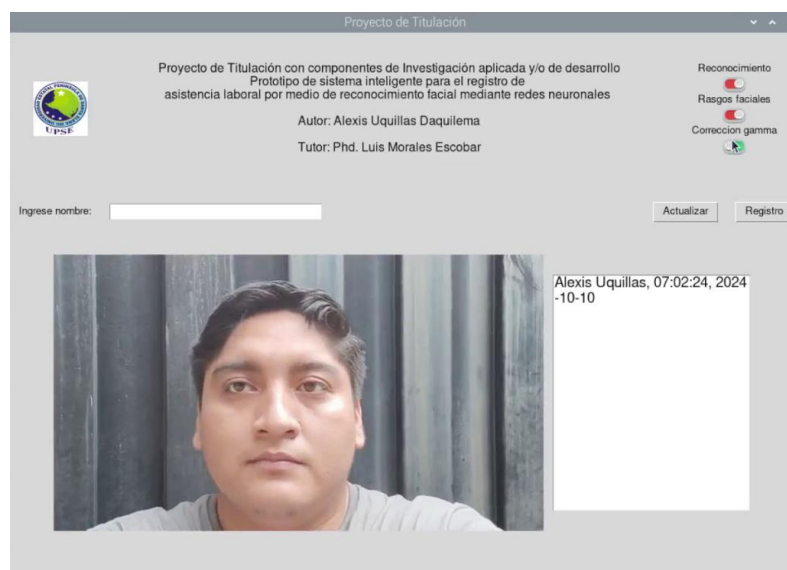 Proyecto de Titulación
Proyecto de Titulación con componentes de Investigación aplicada y/o de desarrollo
Prototipo de sistema inteligente para el registro de
asistencia laboral por medio de reconocimiento facial mediante redes neuronales
Autor: Alexis Uquillas Daquilema
Tutor: Phd. Luis Morales Escobar
UPSE
Reconocimiento
Rasgos faciales
Correccion gamma
Ingrese nombre:
Actualizar
Registro
Alexis Uquillas, 07:02:24, 2024
-10-10